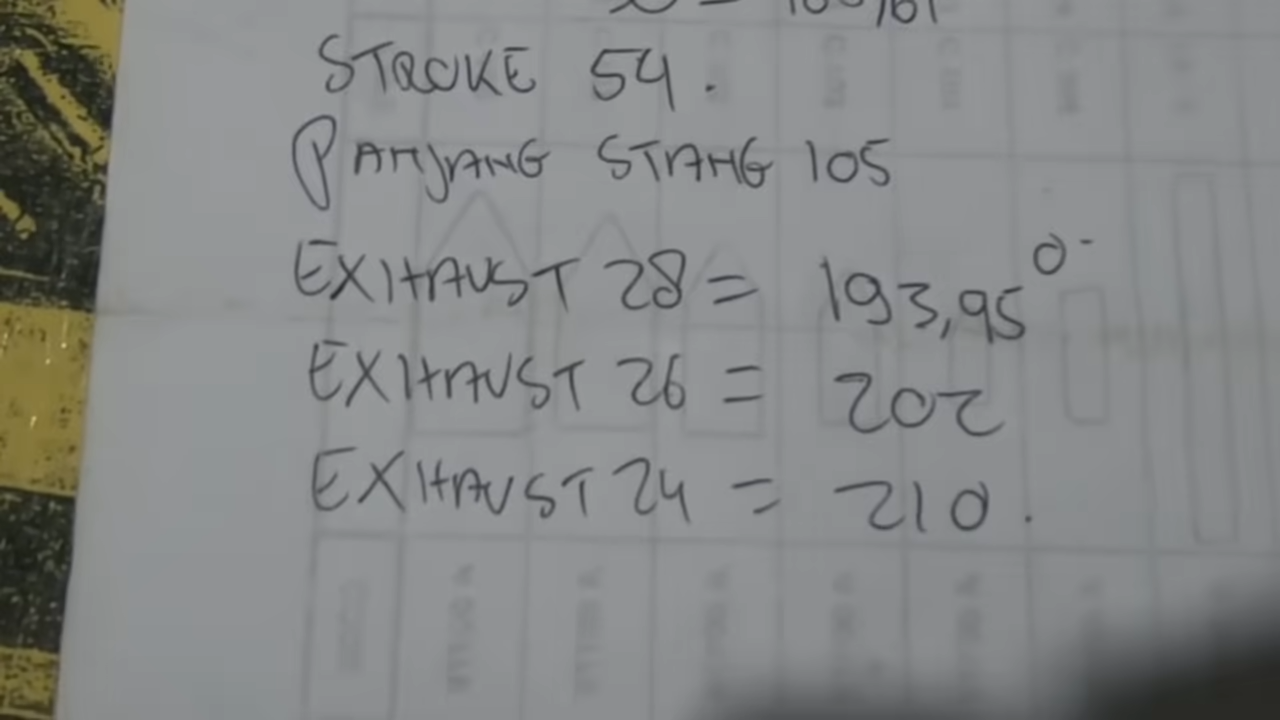 STROKE 54.
PANJANG STANG 105
EXHAUST 28 = 193,95°
EXHAUST 26 = 202
EXHAUST 24 = 210.